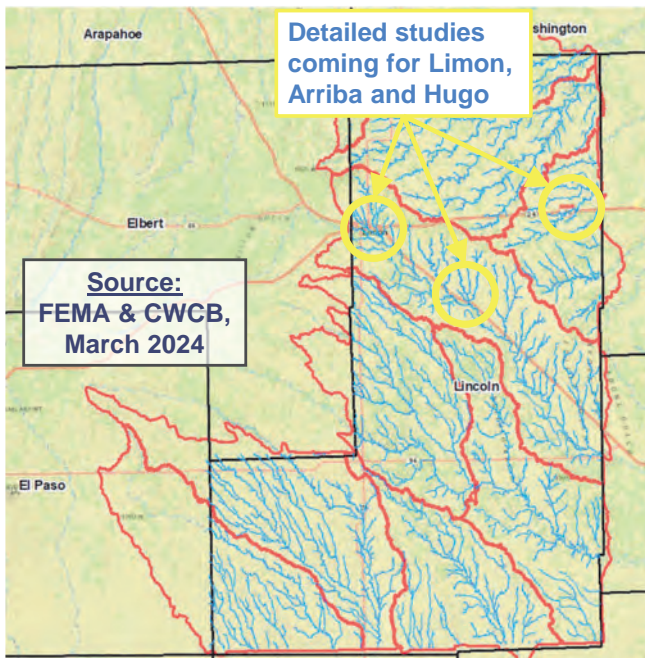 Arapahoe
Detailed studies
coming for Limon,
Arriba and Hugo
shington
Elbert
Source:
FEMA & CWCB,
March 2024
Lincoln
El Paso